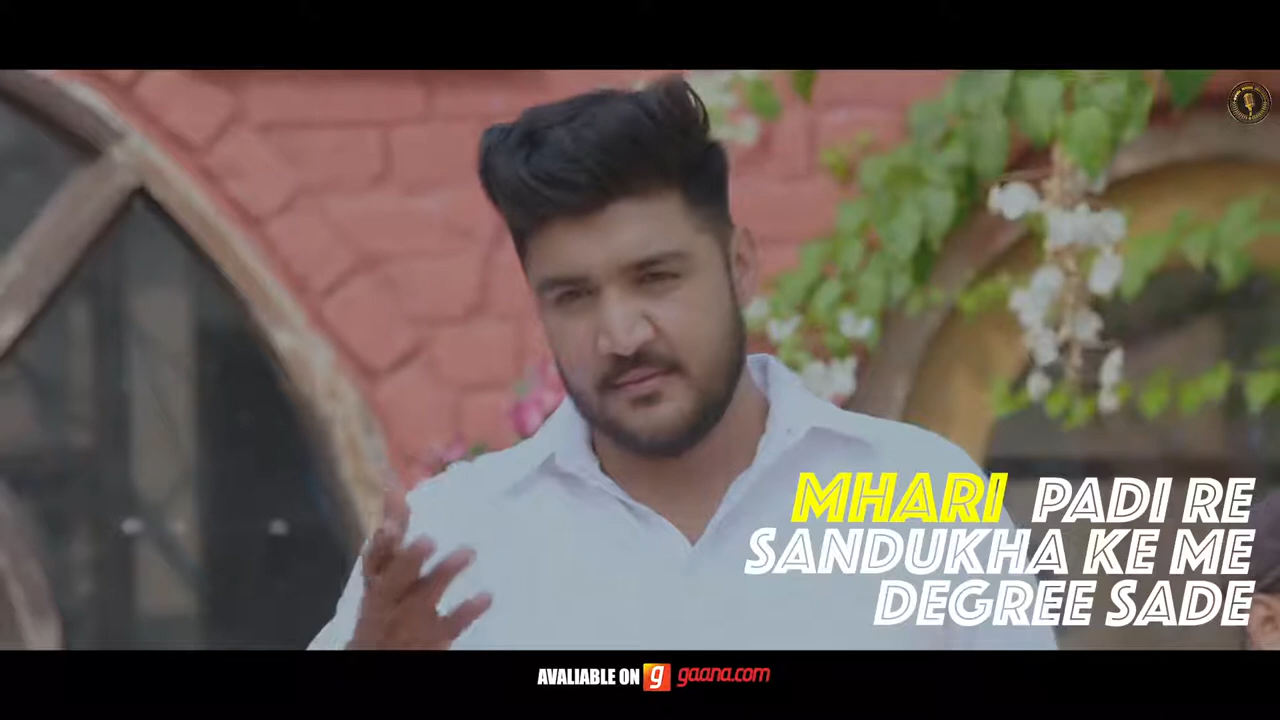 MHARI PADI RE
SANDUKHA KE ME
DEGREE SADE
AVALIABLE ON g gaana.com